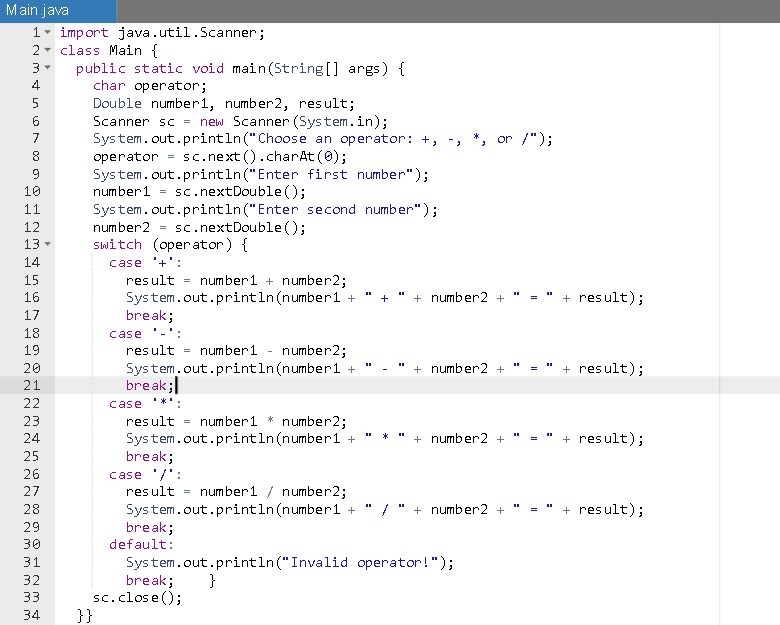 Main.java
1 import java.util.Scanner;
2 class Main {
3 public static void main(String[] args) {
4 char operator;
5 Double number1, number2, result;
6 Scanner sc = new Scanner(System.in);
7 System.out.println("Choose an operator: +, -, *, or /");
8 operator = sc.next().charAt(0);
9 System.out.println("Enter first number");
10 number1 = sc.nextDouble();
11 System.out.println("Enter second number");
12 number2 = sc.nextDouble();
13 switch (operator) {
14 case '+':
15 result = number1 + number2;
16 System.out.println(number1 + " + " + number2 + " = " + result);
17 break;
18 case '-':
19 result = number1 - number2;
20 System.out.println(number1 + " - " + number2 + " = " + result);
21 break;
22 case '*':
23 result = number1 * number2;
24 System.out.println(number1 + " * " + number2 + " = " + result);
25 break;
26 case '/':
27 result = number1 / number2;
28 System.out.println(number1 + " / " + number2 + " = " + result);
29 break;
30 default:
31 System.out.println("Invalid operator!");
32 break;    }
33 sc.close();
34 }}